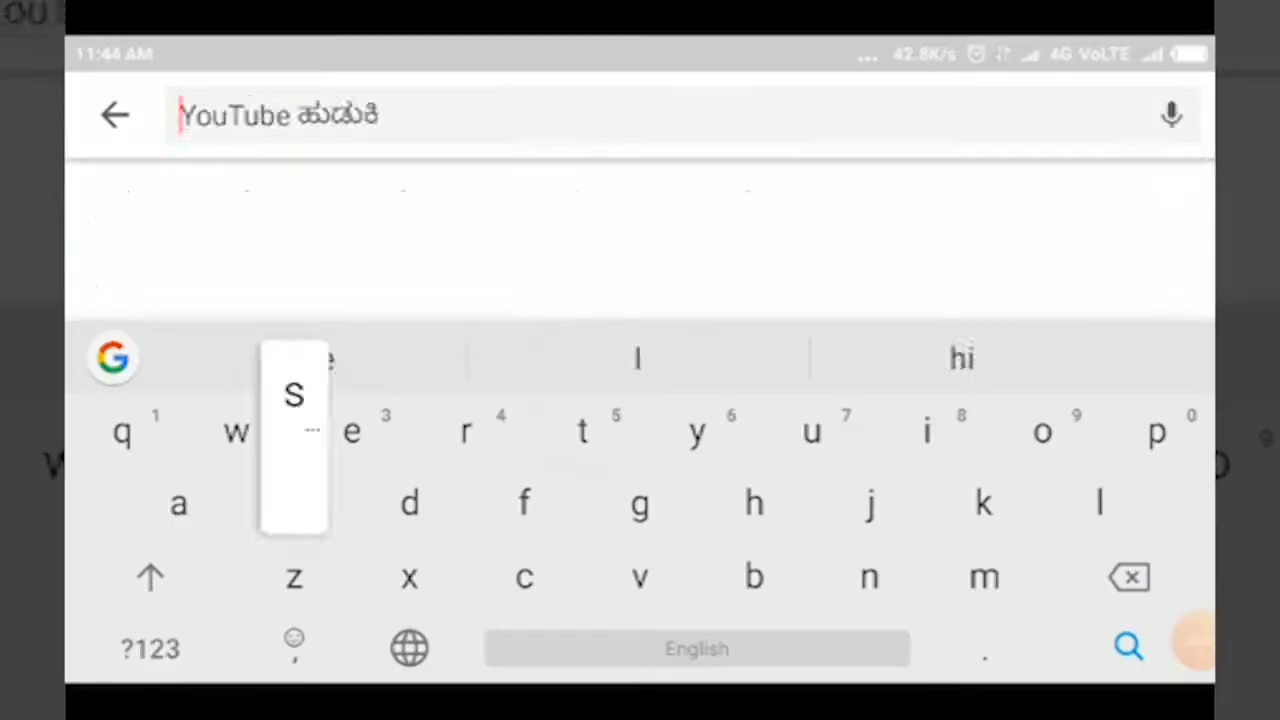 11:44 AM ... 42.8K/s 4G VoLTE
YouTube ಹುಡುಕಿ
l hi
q 1 w e 3 r 4 t 5 y 6 u 7 i 8 o 9 p 0
S
a d f g h j k l
z x c v b n m
?123 , English .